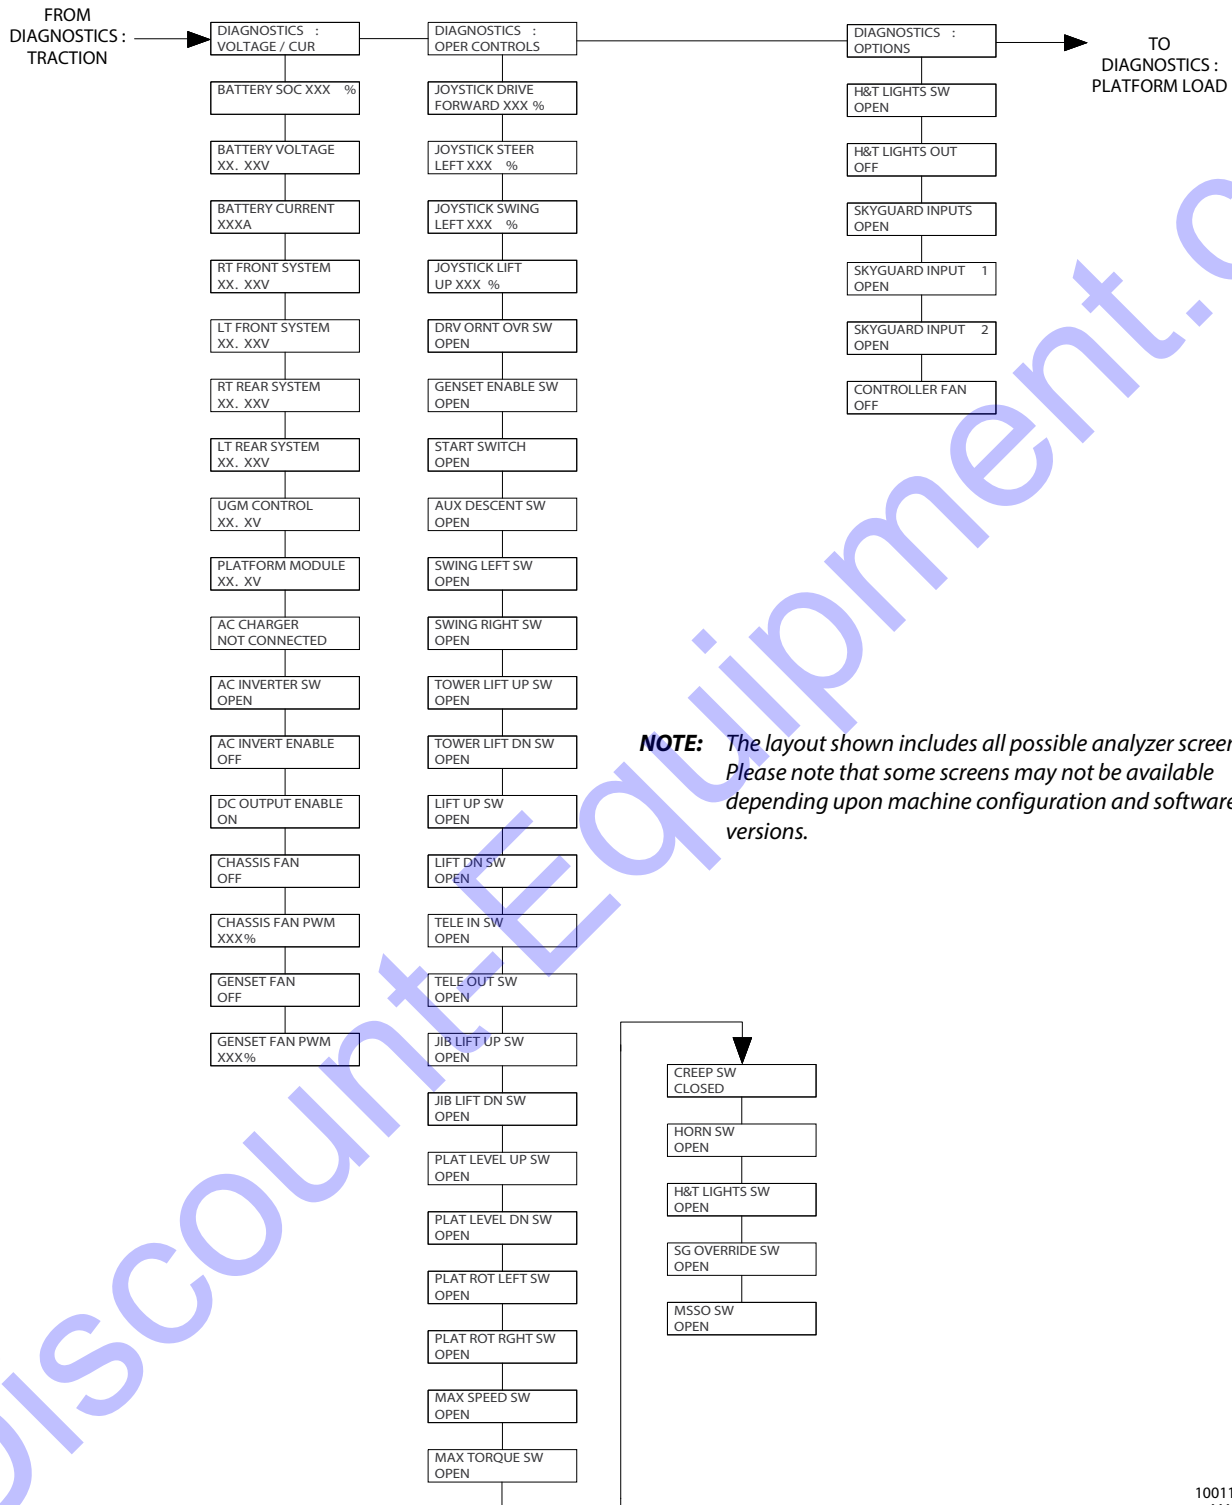 FROM
DIAGNOSTICS :
TRACTION
DIAGNOSTICS :
VOLTAGE / CUR
BATTERY SOC XXX %
BATTERY VOLTAGE
XX. XXV
BATTERY CURRENT
XXXA
RT FRONT SYSTEM
XX. XXV
LT FRONT SYSTEM
XX. XXV
RT REAR SYSTEM
XX. XXV
LT REAR SYSTEM
XX. XXV
UGM CONTROL
XX. XV
PLATFORM MODULE
XX. XV
AC CHARGER
NOT CONNECTED
AC INVERTER SW
OPEN
AC INVERT ENABLE
OFF
DC OUTPUT ENABLE
ON
CHASSIS FAN
OFF
CHASSIS FAN PWM
XXX%
GENSET FAN
OFF
GENSET FAN PWM
XXX%
DIAGNOSTICS :
OPER CONTROLS
JOYSTICK DRIVE
FORWARD XXX %
JOYSTICK STEER
LEFT XXX %
JOYSTICK SWING
LEFT XXX %
JOYSTICK LIFT
UP XXX %
DRV ORNT OVR SW
OPEN
GENSET ENABLE SW
OPEN
START SWITCH
OPEN
AUX DESCENT SW
OPEN
SWING LEFT SW
OPEN
SWING RIGHT SW
OPEN
TOWER LIFT UP SW
OPEN
TOWER LIFT DN SW
OPEN
LIFT UP SW
OPEN
LIFT DN SW
OPEN
TELE IN SW
OPEN
TELE OUT SW
OPEN
JIB LIFT UP SW
OPEN
JIB LIFT DN SW
OPEN
PLAT LEVEL UP SW
OPEN
PLAT LEVEL DN SW
OPEN
PLAT ROT LEFT SW
OPEN
PLAT ROT RGHT SW
OPEN
MAX SPEED SW
OPEN
MAX TORQUE SW
OPEN
CREEP SW
CLOSED
HORN SW
OPEN
H&T LIGHTS SW
OPEN
SG OVERRIDE SW
OPEN
MSSO SW
OPEN
DIAGNOSTICS :
OPTIONS
H&T LIGHTS SW
OPEN
H&T LIGHTS OUT
OFF
SKYGUARD INPUTS
OPEN
SKYGUARD INPUT 1
OPEN
SKYGUARD INPUT 2
OPEN
CONTROLLER FAN
OFF
TO
DIAGNOSTICS :
PLATFORM LOAD
NOTE: The layout shown includes all possible analyzer screen
Please note that some screens may not be available
depending upon machine configuration and software
versions.
10011
Discount-Equipment.c